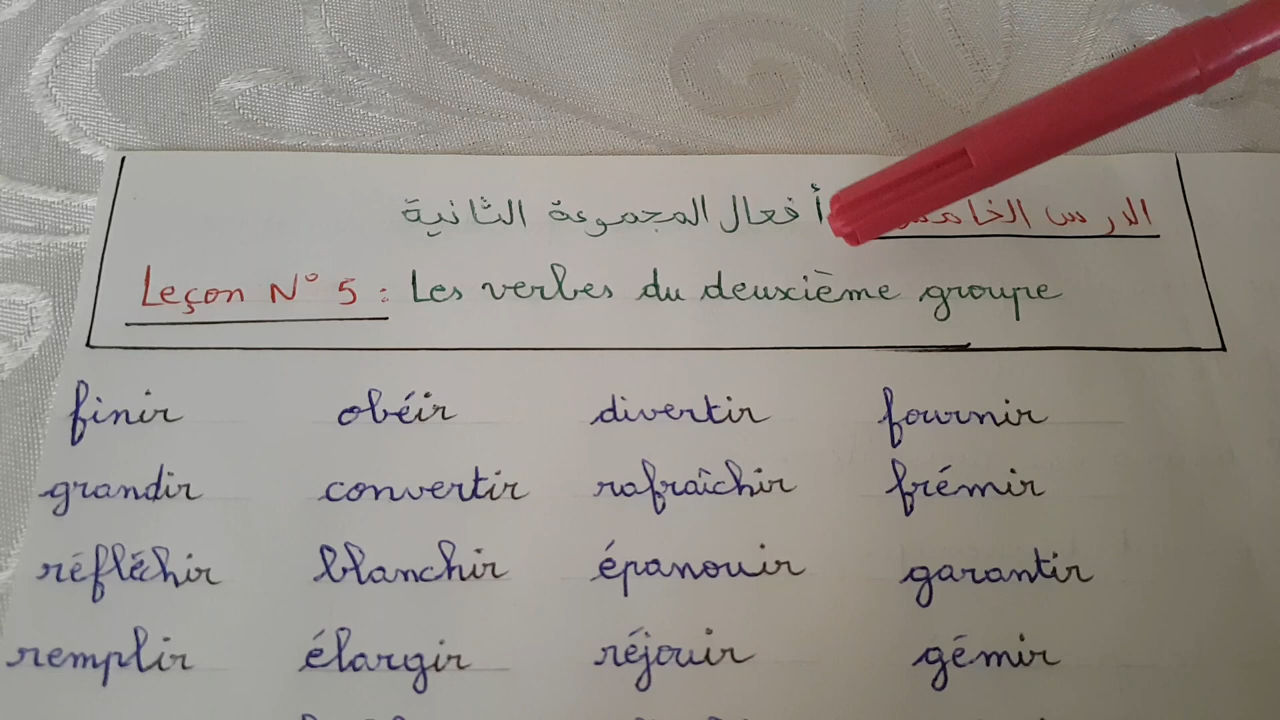 الدرس الخامس أفعال المجموعة الثانية
Leçon N° 5 : Les verbes du deuxième groupe
finir obéir divertir fournir
grandir convertir rafraîchir frémir
réfléchir blanchir épanouir garantir
remplir élargir réjouir gémir